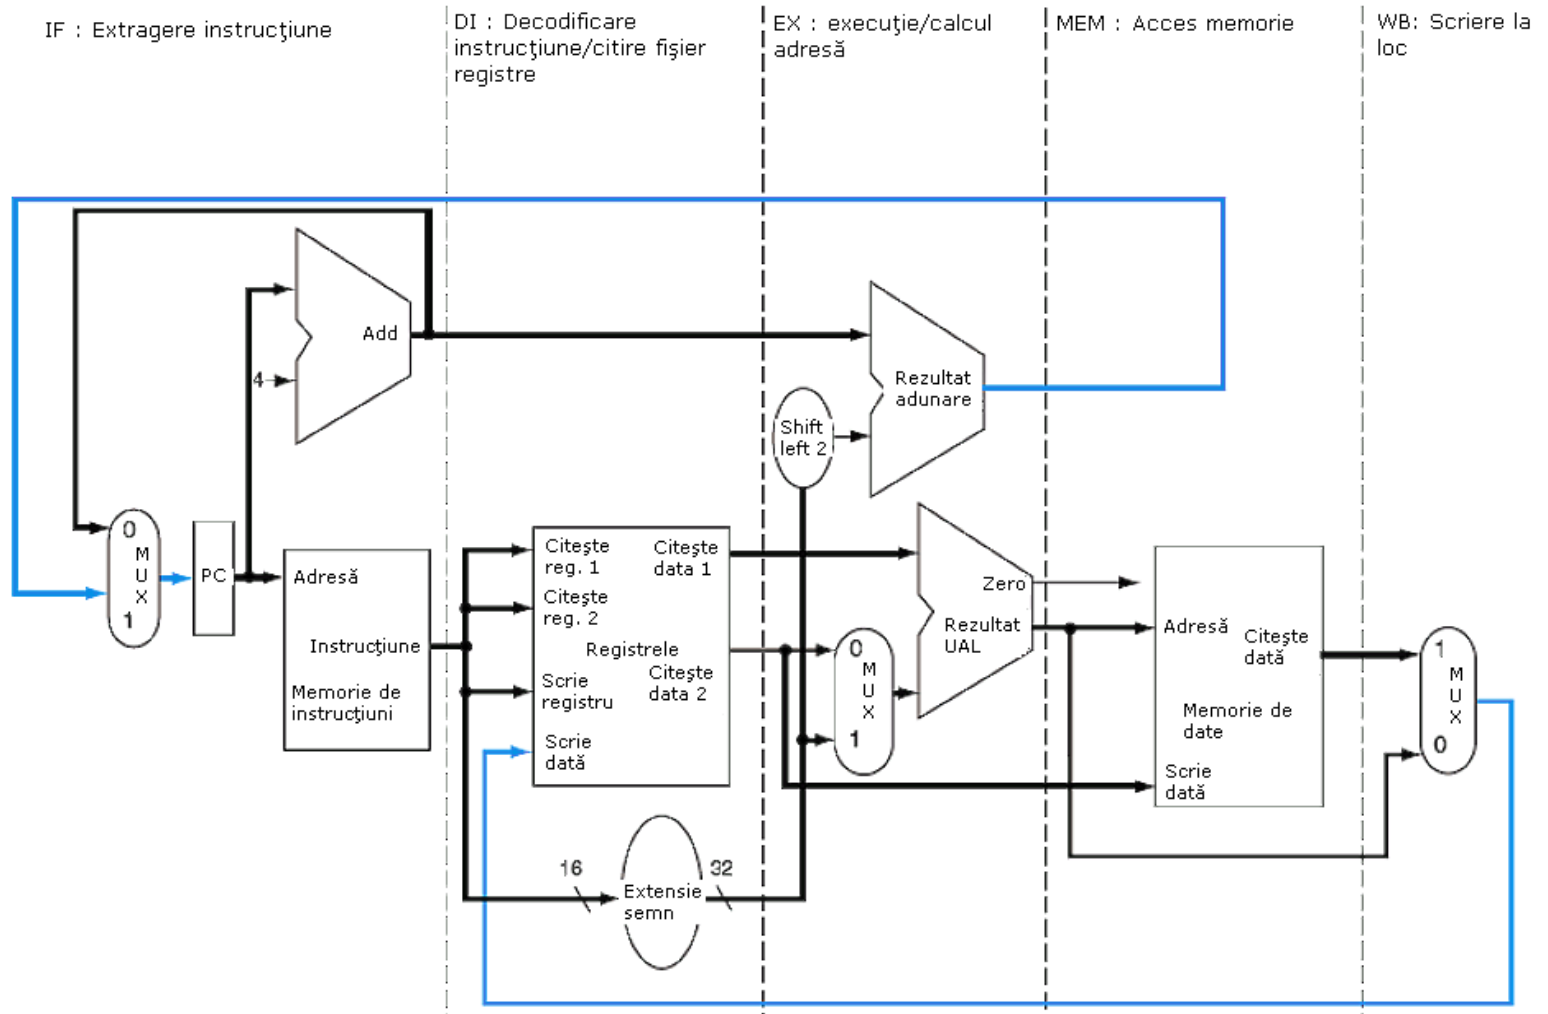 IF : Extragere instrucţiune
DI : Decodificare
instrucţiune/citire fişier
registre
EX : execuţie/calcul
adresă
MEM : Acces memorie
WB: Scriere la
loc
Add
4
Rezultat
adunare
Shift
left 2
0
M
U
X
1
PC
Adresă
Instrucţiune
Memorie de
instrucţiuni
Citeşte
reg. 1
Citeşte
data 1
Citeşte
reg. 2
Registrele
Citeşte
data 2
Scrie
registru
Scrie
dată
Zero
Rezultat
UAL
0
M
U
X
1
Adresă
Citeşte
dată
Memorie de
date
Scrie
dată
1
M
U
X
0
16
Extensie
semn
32